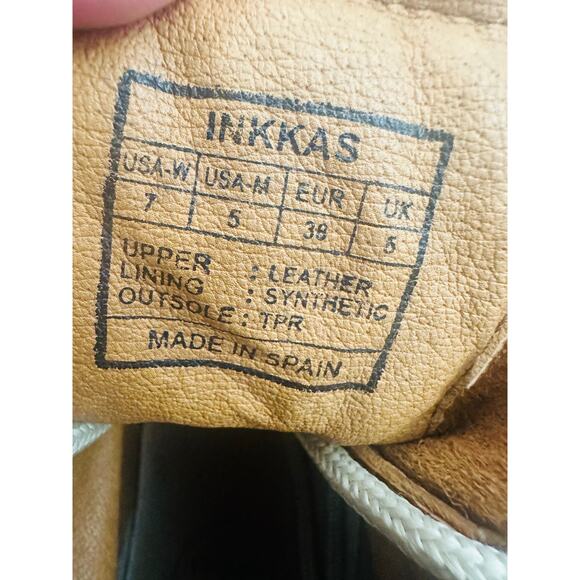 INKKAS
USA-W USA-M EUR UK
7 5 38 5
UPPER : LEATHER
LINING : SYNTHETIC
OUTSOLE : TPR
MADE IN SPAIN